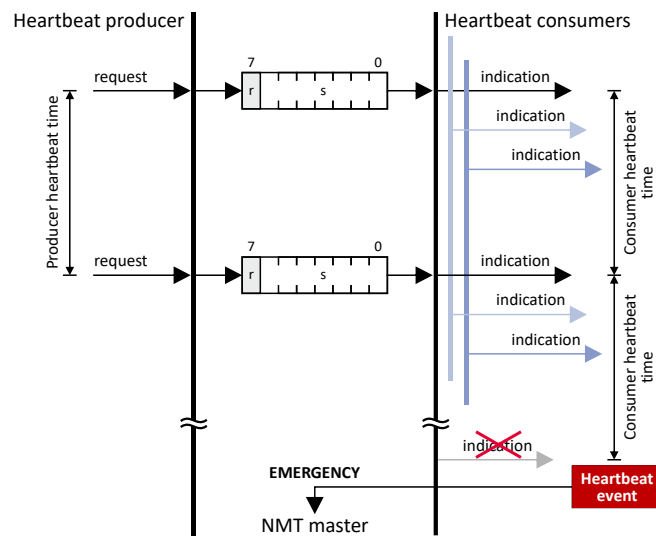 Heartbeat producer
Heartbeat consumers
7 0
request
r s
indication
indication
indication
Producer heartbeat time
Consumer heartbeat
time
7 0
request
r s
indication
indication
indication
Consumer heartbeat
time
indication
EMERGENCY
Heartbeat
event
NMT master